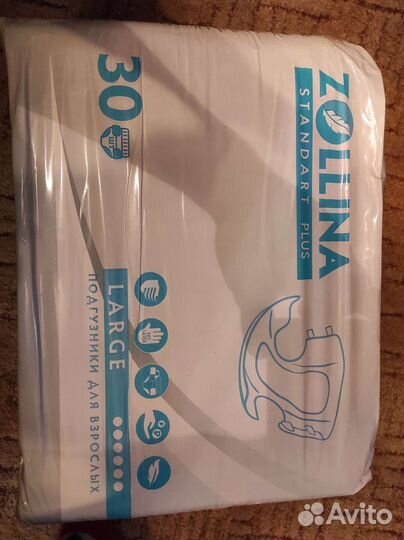 ZOLLINA
STANDART PLUS
30
LARGE
ПОДГУЗНИКИ ДЛЯ ВЗРОСЛЫХ
Avito